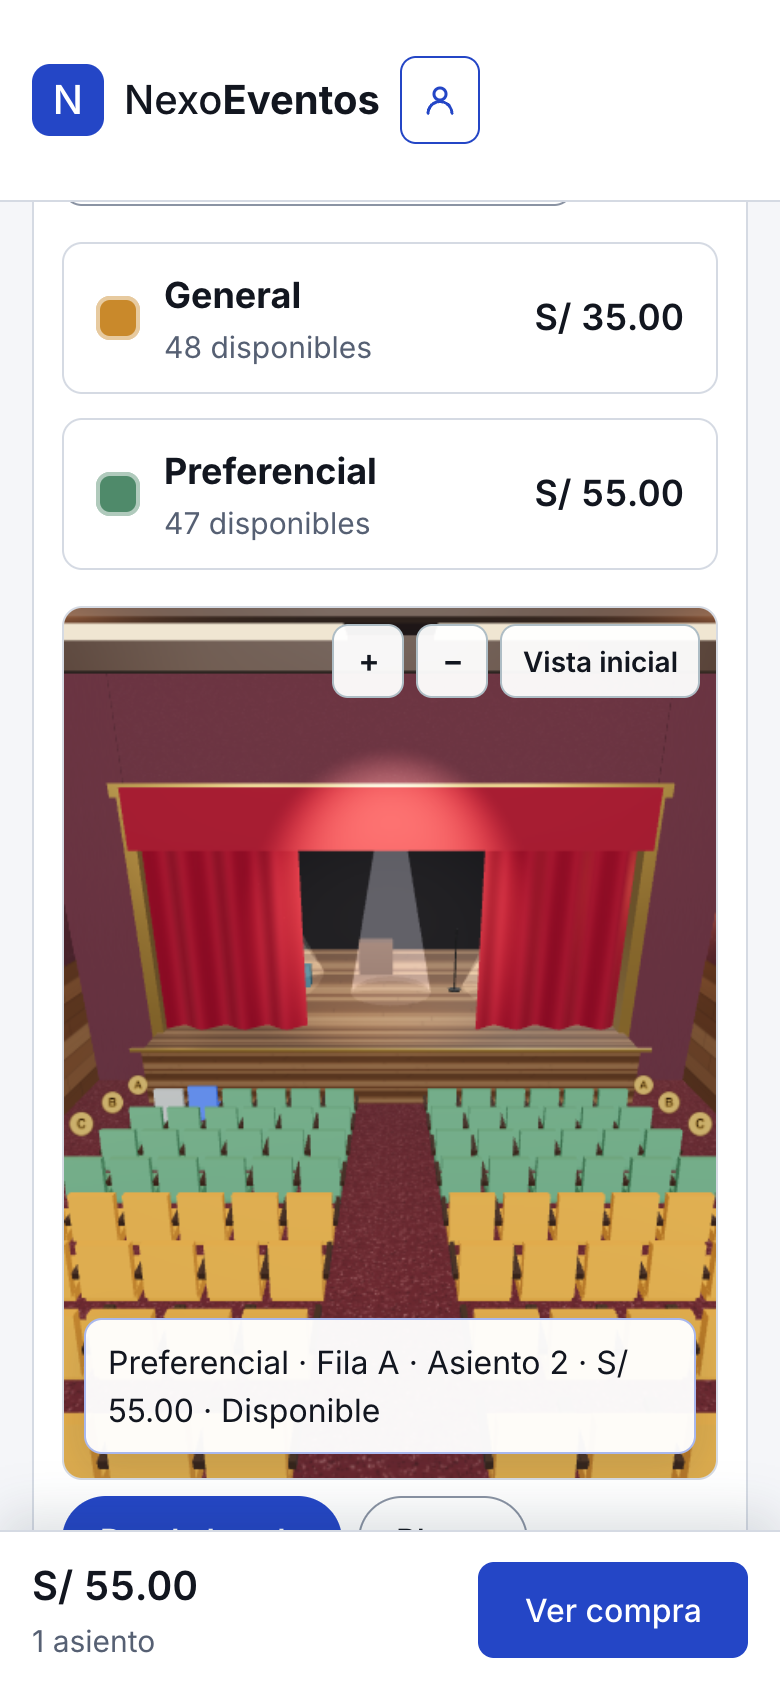 N NexoEventos
General
48 disponibles
S/ 35.00
Preferencial
47 disponibles
S/ 55.00
+ − Vista inicial
A A
B B
C C
Preferencial · Fila A · Asiento 2 · S/
55.00 · Disponible
S/ 55.00
1 asiento
Ver compra